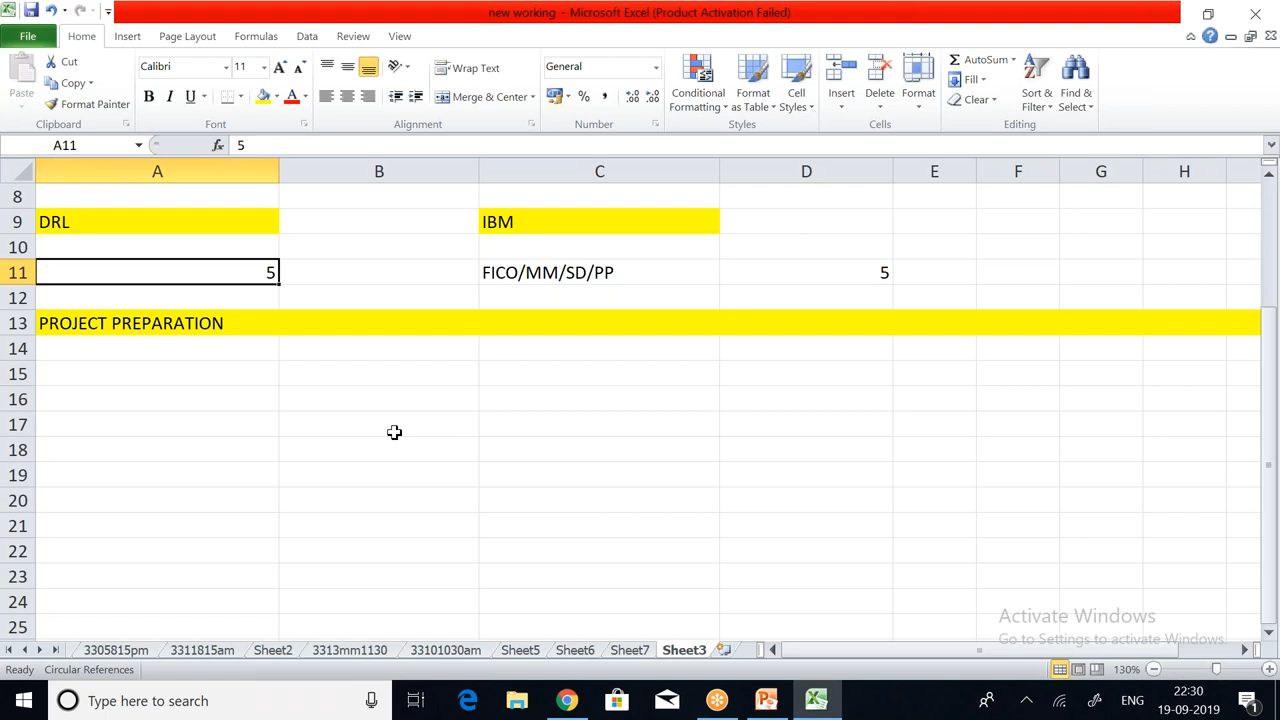 new working - Microsoft Excel (Product Activation Failed)
File Home Insert Page Layout Formulas Data Review View
Paste Cut Copy Format Painter
Clipboard
Calibri 11
B I U A
Font
Wrap Text
Merge & Center
Alignment
General
%
Number
Conditional Formatting
Format as Table
Cell Styles
Styles
Insert Delete Format
Cells
AutoSum
Fill
Clear
Sort & Filter
Find & Select
Editing
A11 fx 5
A B C D E F G H
8
9 DRL IBM
10
11 5 FICO/MM/SD/PP 5
12
13 PROJECT PREPARATION
14
15
16
17
18
19
20
21
22
23
24
25
Activate Windows
Go to Settings to activate Windows.
3305815pm 3311815am Sheet2 3313mm1130 33101030am Sheet5 Sheet6 Sheet7 Sheet3
Ready Circular References 130%
Type here to search
ENG
22:30
19-09-2019
1